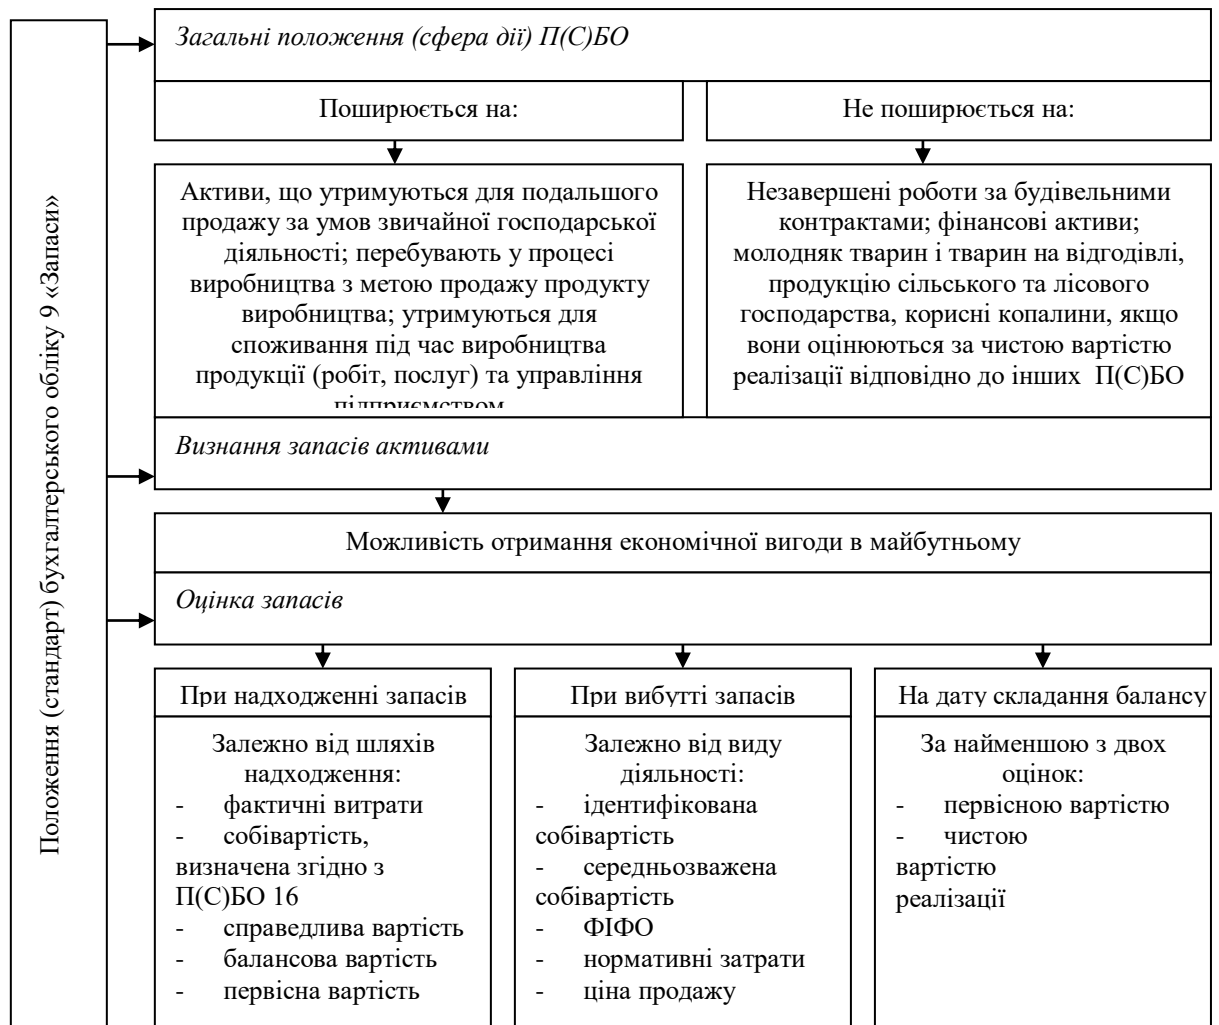 Положення (стандарт) бухгалтерського обліку 9 «Запаси»
Загальні положення (сфера дії) П(С)БО
Поширюється на:
Не поширюється на:
Активи, що утримуються для подальшого
продажу за умов звичайної господарської
діяльності; перебувають у процесі
виробництва з метою продажу продукту
виробництва; утримуються для
споживання під час виробництва
продукції (робіт, послуг) та управління
підприємством
Незавершені роботи за будівельними
контрактами; фінансові активи;
молодняк тварин і тварин на відгодівлі,
продукцію сільського та лісового
господарства, корисні копалини, якщо
вони оцінюються за чистою вартістю
реалізації відповідно до інших П(С)БО
Визнання запасів активами
Можливість отримання економічної вигоди в майбутньому
Оцінка запасів
При надходженні запасів
Залежно від шляхів
надходження:
- фактичні витрати
- собівартість,
визначена згідно з
П(С)БО 16
- справедлива вартість
- балансова вартість
- первісна вартість
При вибутті запасів
Залежно від виду
діяльності:
- ідентифікована
собівартість
- середньозважена
собівартість
- ФІФО
- нормативні затрати
- ціна продажу
На дату складання балансу
За найменшою з двох
оцінок:
- первісною вартістю
- чистою
вартістю
реалізації